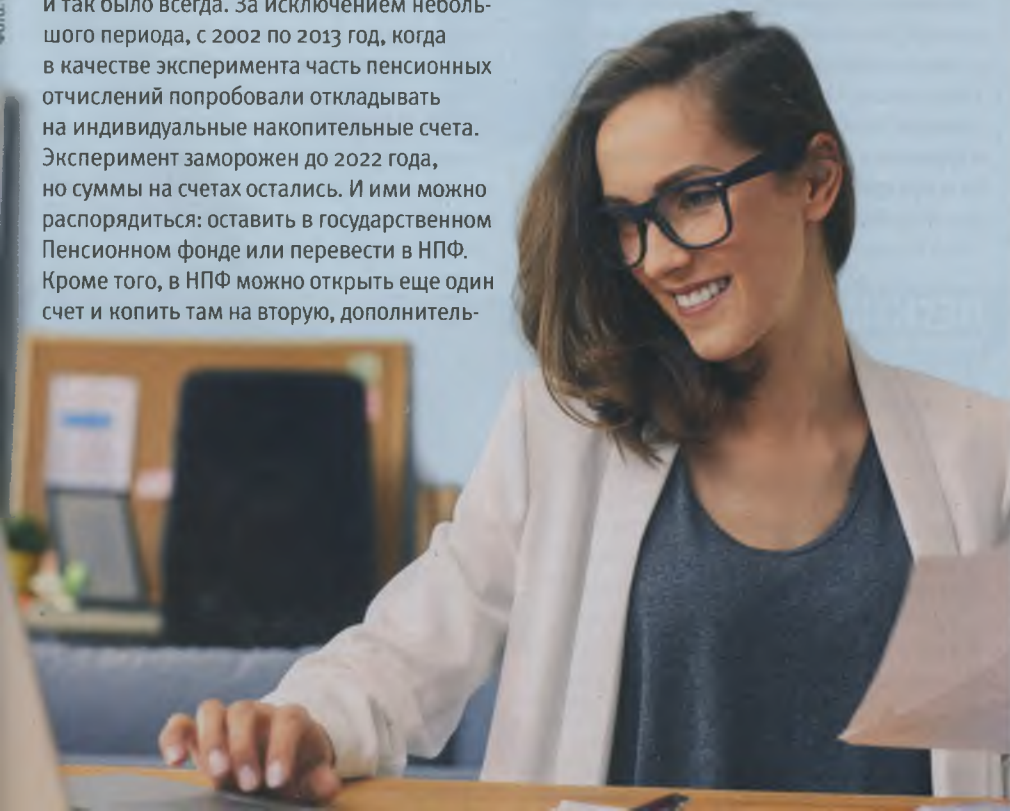 и так было всегда. За исключением неболь-
шого периода, с 2002 по 2013 год, когда
в качестве эксперимента часть пенсионных
отчислений попробовали откладывать
на индивидуальные накопительные счета.
Эксперимент заморожен до 2022 года,
но суммы на счетах остались. И ими можно
распорядиться: оставить в государственном
Пенсионном фонде или перевести в НПФ.
Кроме того, в НПФ можно открыть еще один
счет и копить там на вторую, дополнитель-